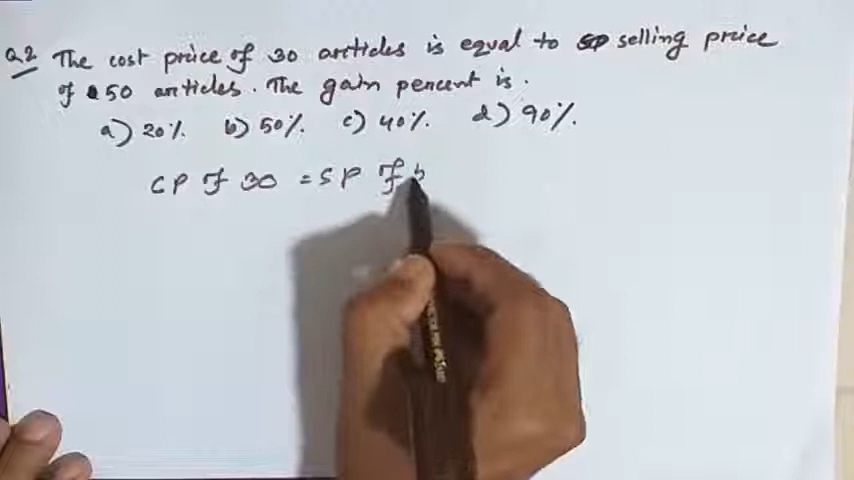 Q2 The cost price of 30 articles is equal to selling price
of 50 articles. The gain percent is.
a) 20%. b) 50%. c) 40%. d) 90%.
CP of 30 = SP of